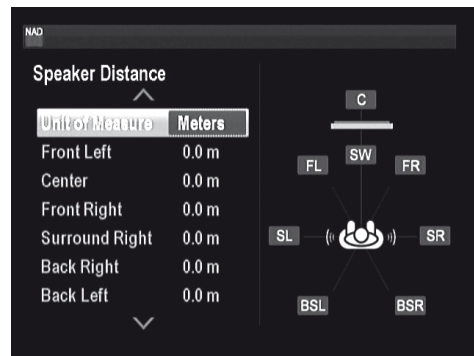 NAD
Speaker Distance
Unit of Measure Meters
Front Left 0.0 m
Center 0.0 m
Front Right 0.0 m
Surround Right 0.0 m
Back Right 0.0 m
Back Left 0.0 m
C
SW
FL FR
SL SR
BSL BSR